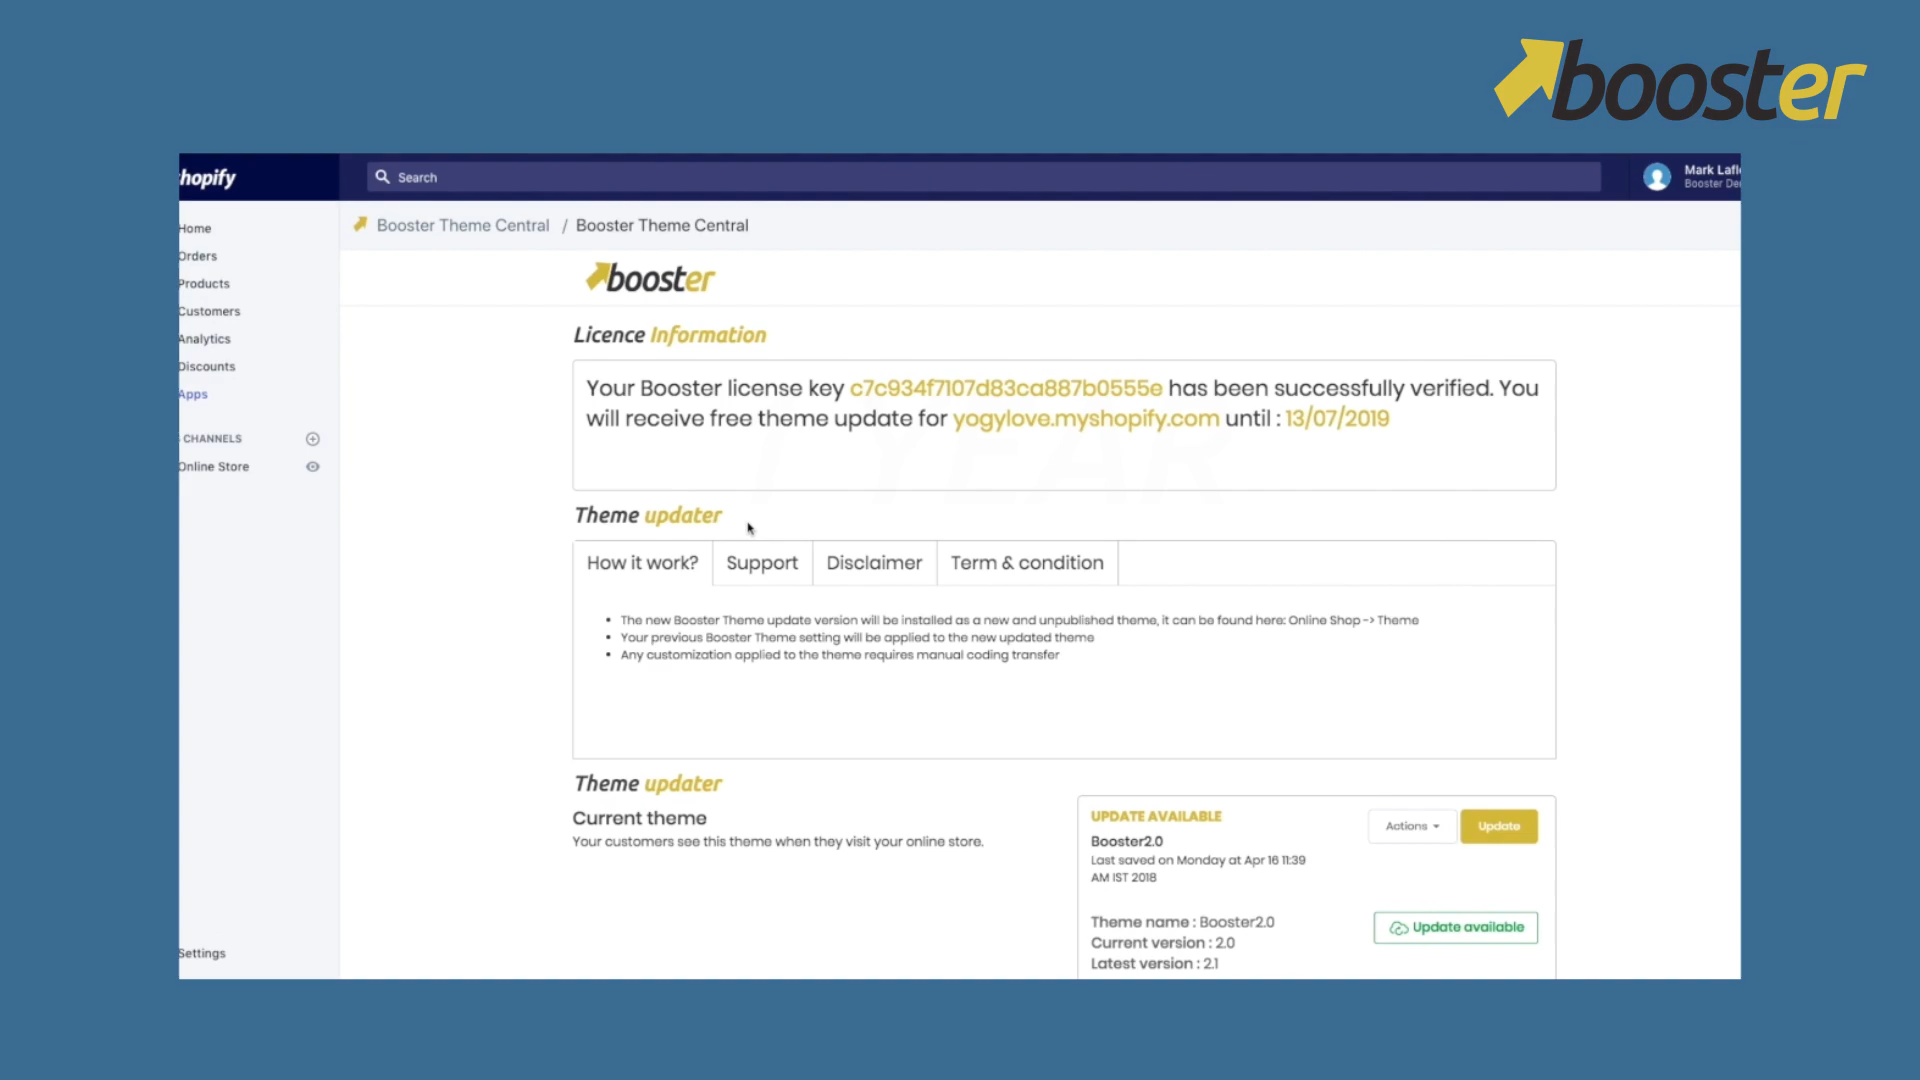 booster
hopify
Search
Mark Lafl
Booster De
Home
Orders
Products
Customers
Analytics
Discounts
Apps
CHANNELS
Online Store
Settings
Booster Theme Central / Booster Theme Central
booster
Licence Information
Your Booster license key c7c934f7107d83ca887b0555e has been successfully verified. You
will receive free theme update for yogylove.myshopify.com until : 13/07/2019
1 YEAR
Theme updater
How it work? Support Disclaimer Term & condition
• The new Booster Theme update version will be installed as a new and unpublished theme, it can be found here: Online Shop -> Theme
• Your previous Booster Theme setting will be applied to the new updated theme
• Any customization applied to the theme requires manual coding transfer
Theme updater
Current theme
Your customers see this theme when they visit your online store.
UPDATE AVAILABLE
Actions Update
Booster2.0
Last saved on Monday at Apr 16 11:39
AM IST 2018
Theme name : Booster2.0
Update available
Current version : 2.0
Latest version : 2.1